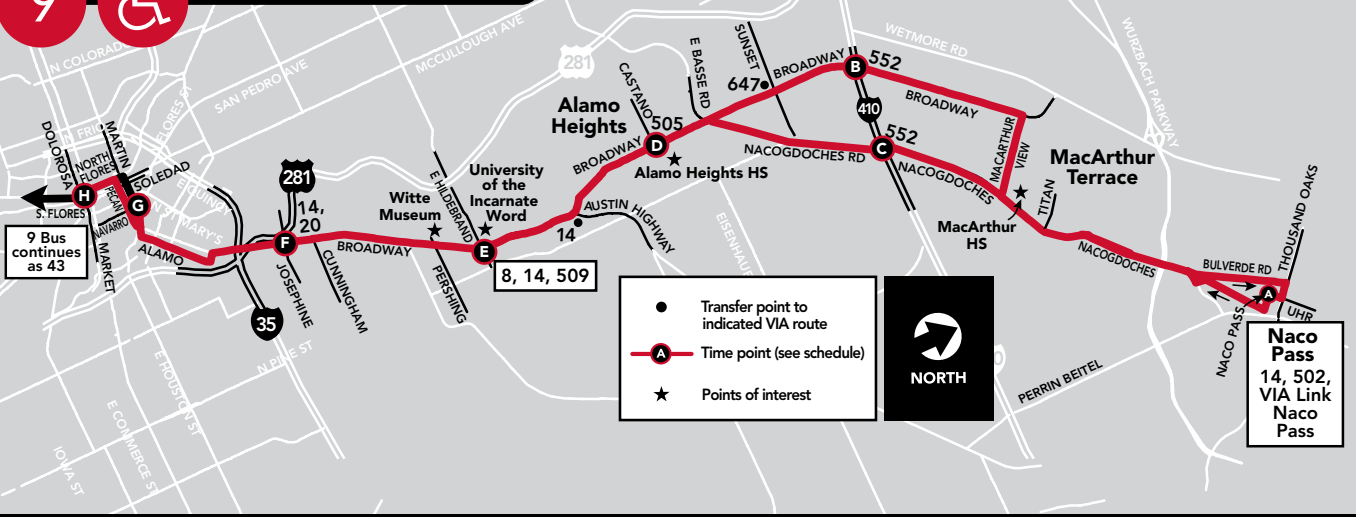 9
N COLORADO
SAN PEDRO AVE
MCCULLOUGH AVE
281
WETMORE RD
WURZBACH PARKWAY
N FRIO
N FLORES ST
DOLOROSA
MARTIN
NORTH
FLORES
SOLEDAD
PECAN
NAVARRO
S. FLORES
MARKET
ALAMO
H
G
E QUINCY
N ST MARY'S
9 Bus
continues
as 43
281
14,
20
F
JOSEPHINE
CUNNINGHAM
35
BROADWAY
Witte
Museum
E HILDEBRAND
University
of the
Incarnate
Word
E
8, 14, 509
PERSHING
14
AUSTIN HIGHWAY
BROADWAY
Alamo
Heights
CASTANO
505
D
Alamo Heights HS
E BASSE RD
SUNSET
647
BROADWAY
B
552
410
BROADWAY
C
552
NACOGDOCHES RD
NACOGDOCHES
MACARTHUR
VIEW
MacArthur
Terrace
MacArthur
HS
TITAN
NACOGDOCHES
BULVERDE RD
THOUSAND OAKS
A
UHR
NACO PASS
Naco
Pass
14, 502,
VIA Link
Naco
Pass
PERRIN BEITEL
N PINE ST
E HOUSTON ST
E COMMERCE ST
IOWA ST
Transfer point to
indicated VIA route
A
Time point (see schedule)
Points of interest
NORTH